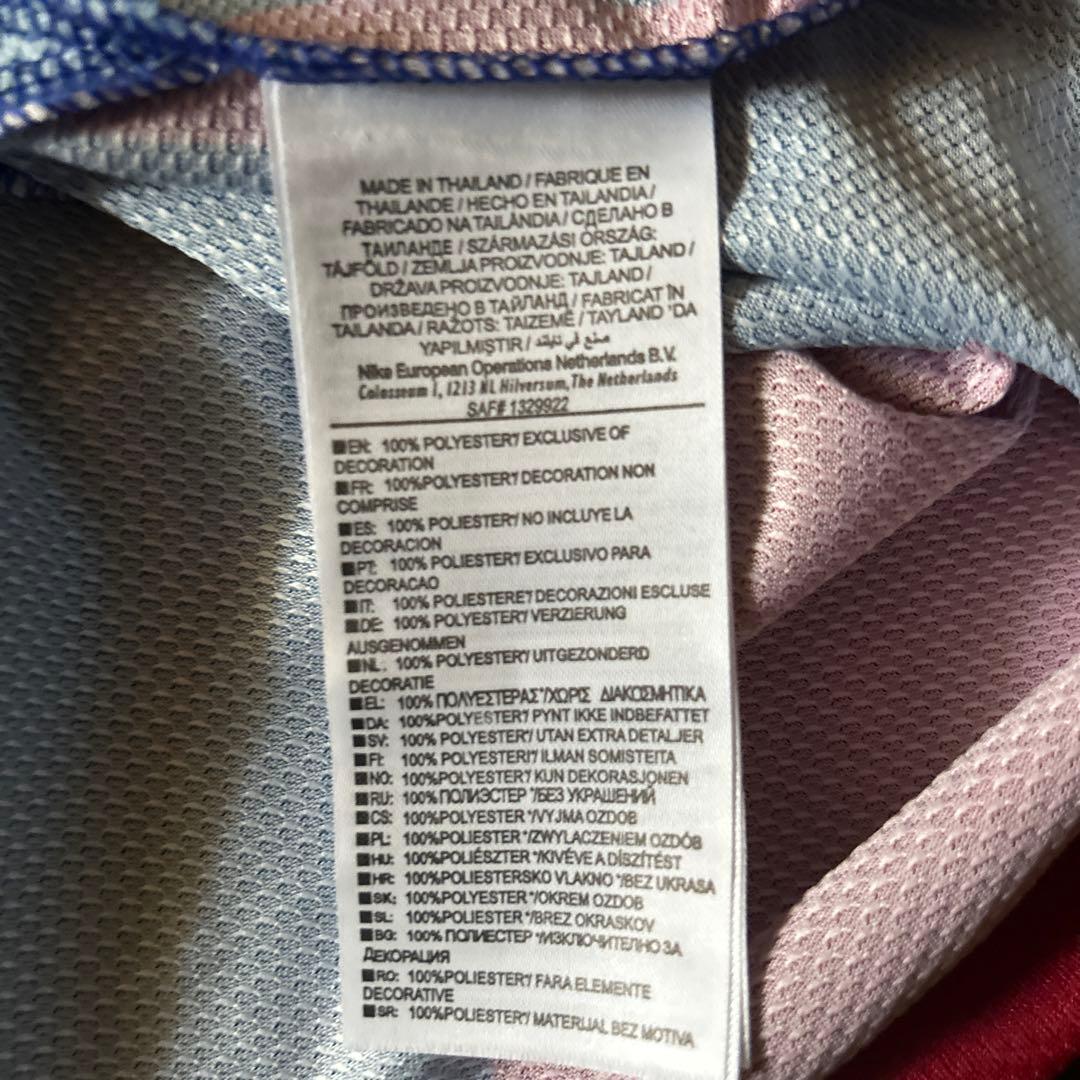 MADE IN THAILAND / FABRIQUE EN
THAILANDE / HECHO EN TAILANDIA /
FABRICADO NA TAILÂNDIA / СДЕЛАНО В
ТАИЛАНДЕ / SZÁRMAZÁSI ORSZÁG:
TÁJFÖLD / ZEMLJA PROIZVODNJE: TAJLAND /
DRŽAVA PROIZVODNJE: TAJLAND /
ПРОИЗВЕДЕНО В ТАЙЛАНД / FABRICAT ÎN
TAILANDA / RAŽOTS: TAIZEME / TAYLAND 'DA
YAPILMIŞTIR / صنع في تايلند
Nike European Operations Netherlands B.V.
Colosseum 1, 1213 NL Hilversum, The Netherlands
SAF# 1329922
EN: 100% POLYESTER*/ EXCLUSIVE OF
DECORATION
FR: 100%POLYESTER*/ DECORATION NON
COMPRISE
ES: 100% POLIESTER*/ NO INCLUYE LA
DECORACION
PT: 100% POLIESTER*/ EXCLUSIVO PARA
DECORACAO
IT: 100% POLIESTERE*/ DECORAZIONI ESCLUSE
DE: 100% POLYESTER*/ VERZIERUNG
AUSGENOMMEN
NL: 100% POLYESTER*/ UITGEZONDERD
DECORATIE
EL: 100% ΠΟΛΥΕΣΤΕΡΑΣ*/ΧΩΡΙΣ ΔΙΑΚΟΣΜΗΤΙΚΑ
DA: 100%POLYESTER*/ PYNT IKKE INDBEFATTET
SV: 100% POLYESTER*/ UTAN EXTRA DETALJER
FI: 100% POLYESTERI*/ ILMAN SOMISTEITA
NO: 100%POLYESTER*/ KUN DEKORASJONEN
RU: 100% ПОЛИЭСТЕР */БЕЗ УКРАШЕНИЙ
CS: 100% POLYESTER */VYJMA OZDOB
PL: 100%POLIESTER */ZWYLACZENIEM OZDÓB
HU: 100%POLIÉSZTER */KIVÉVE A DÍSZÍTÉST
HR: 100%POLIESTERSKO VLAKNO */BEZ UKRASA
SK: 100%POLYESTER */OKREM OZDOB
SL: 100%POLIESTER */BREZ OKRASKOV
BG: 100% ПОЛИЕСТЕР */ИЗКЛЮЧИТЕЛНО ЗА
ДЕКОРАЦИЯ
RO: 100%POLIESTER*/ FARA ELEMENTE
DECORATIVE
SR: 100%POLIESTER*/ MATERIJAL BEZ MOTIVA